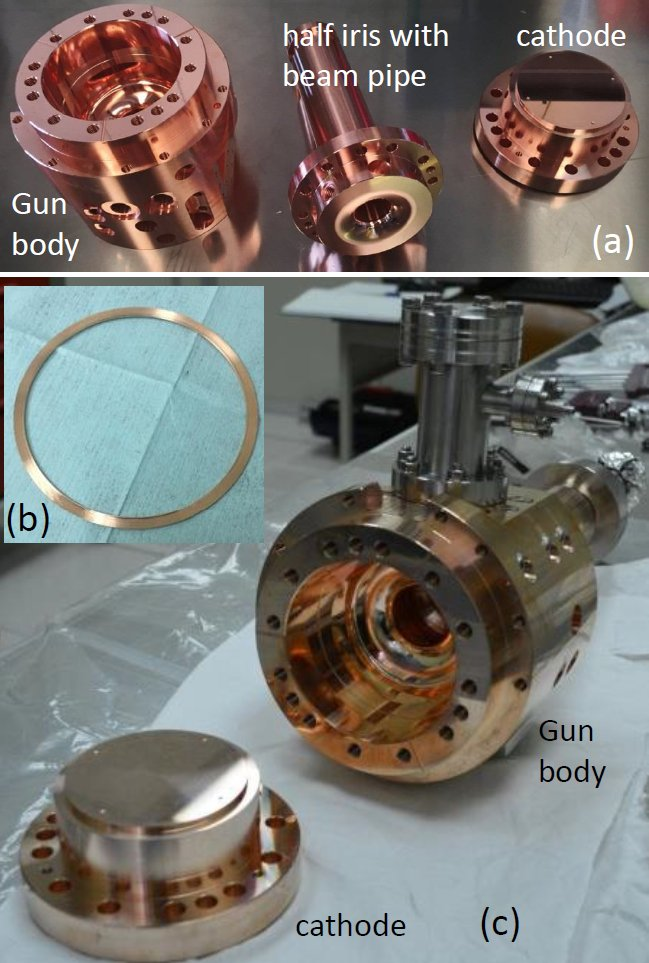 half iris with
beam pipe
cathode
Gun
body
(a)
(b)
Gun
body
cathode
(c)